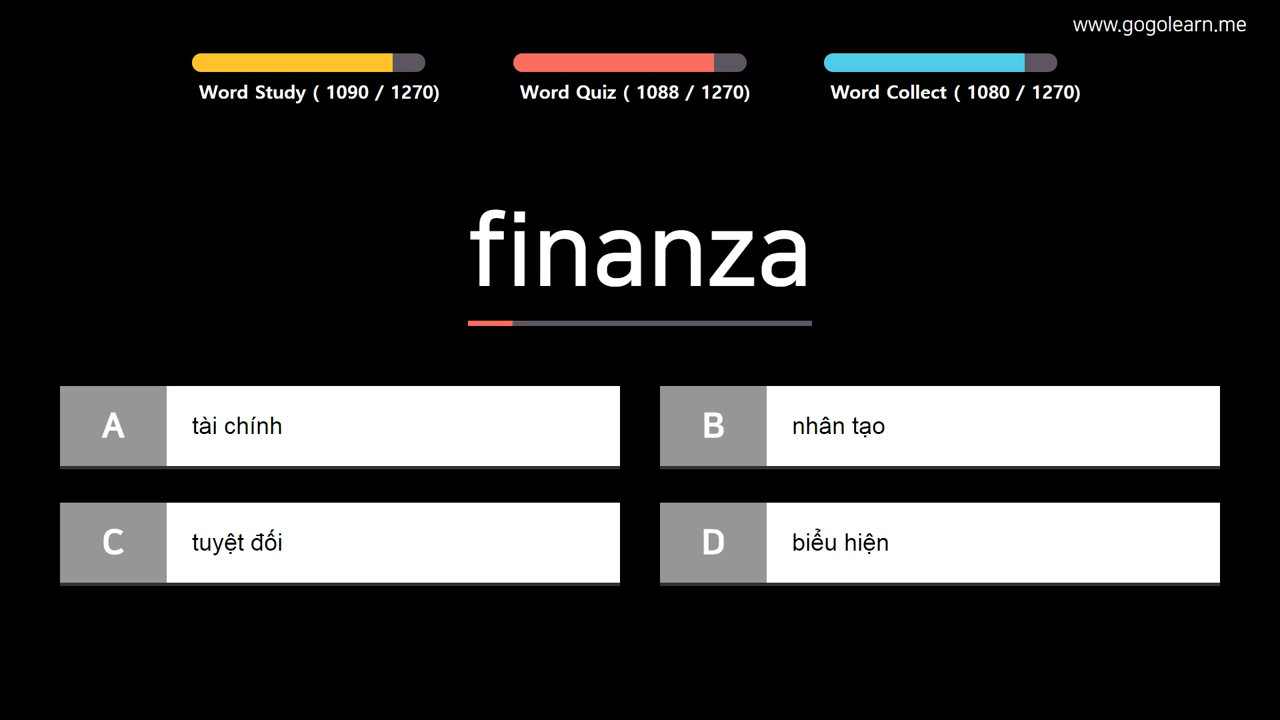 www.gogolearn.me
Word Study ( 1090 / 1270)
Word Quiz ( 1088 / 1270)
Word Collect ( 1080 / 1270)
finanza
A
tài chính
B
nhân tạo
C
tuyệt đối
D
biểu hiện